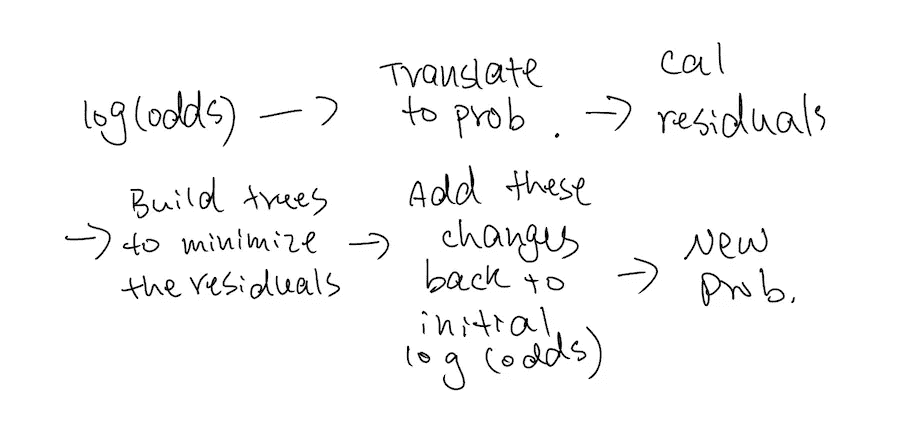 log(odds) → Translate to prob. → cal residuals
→ Build trees to minimize the residuals → Add these changes back to initial log(odds) → New prob.